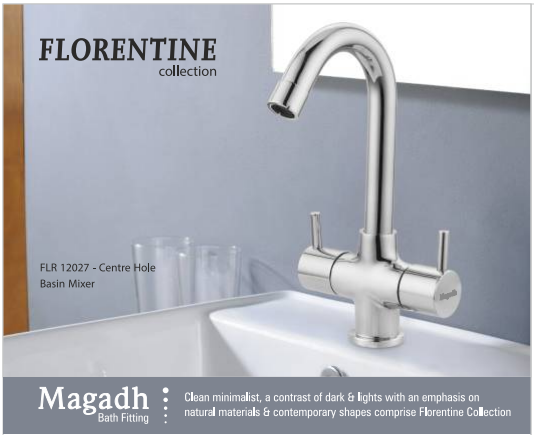 FLORENTINE
collection
FLR 12027 - Centre Hole
Basin Mixer
Magadh
Magadh
Bath Fitting
Clean minimalist, a contrast of dark & lights with an emphasis on
natural materials & contemporary shapes comprise Florentine Collection